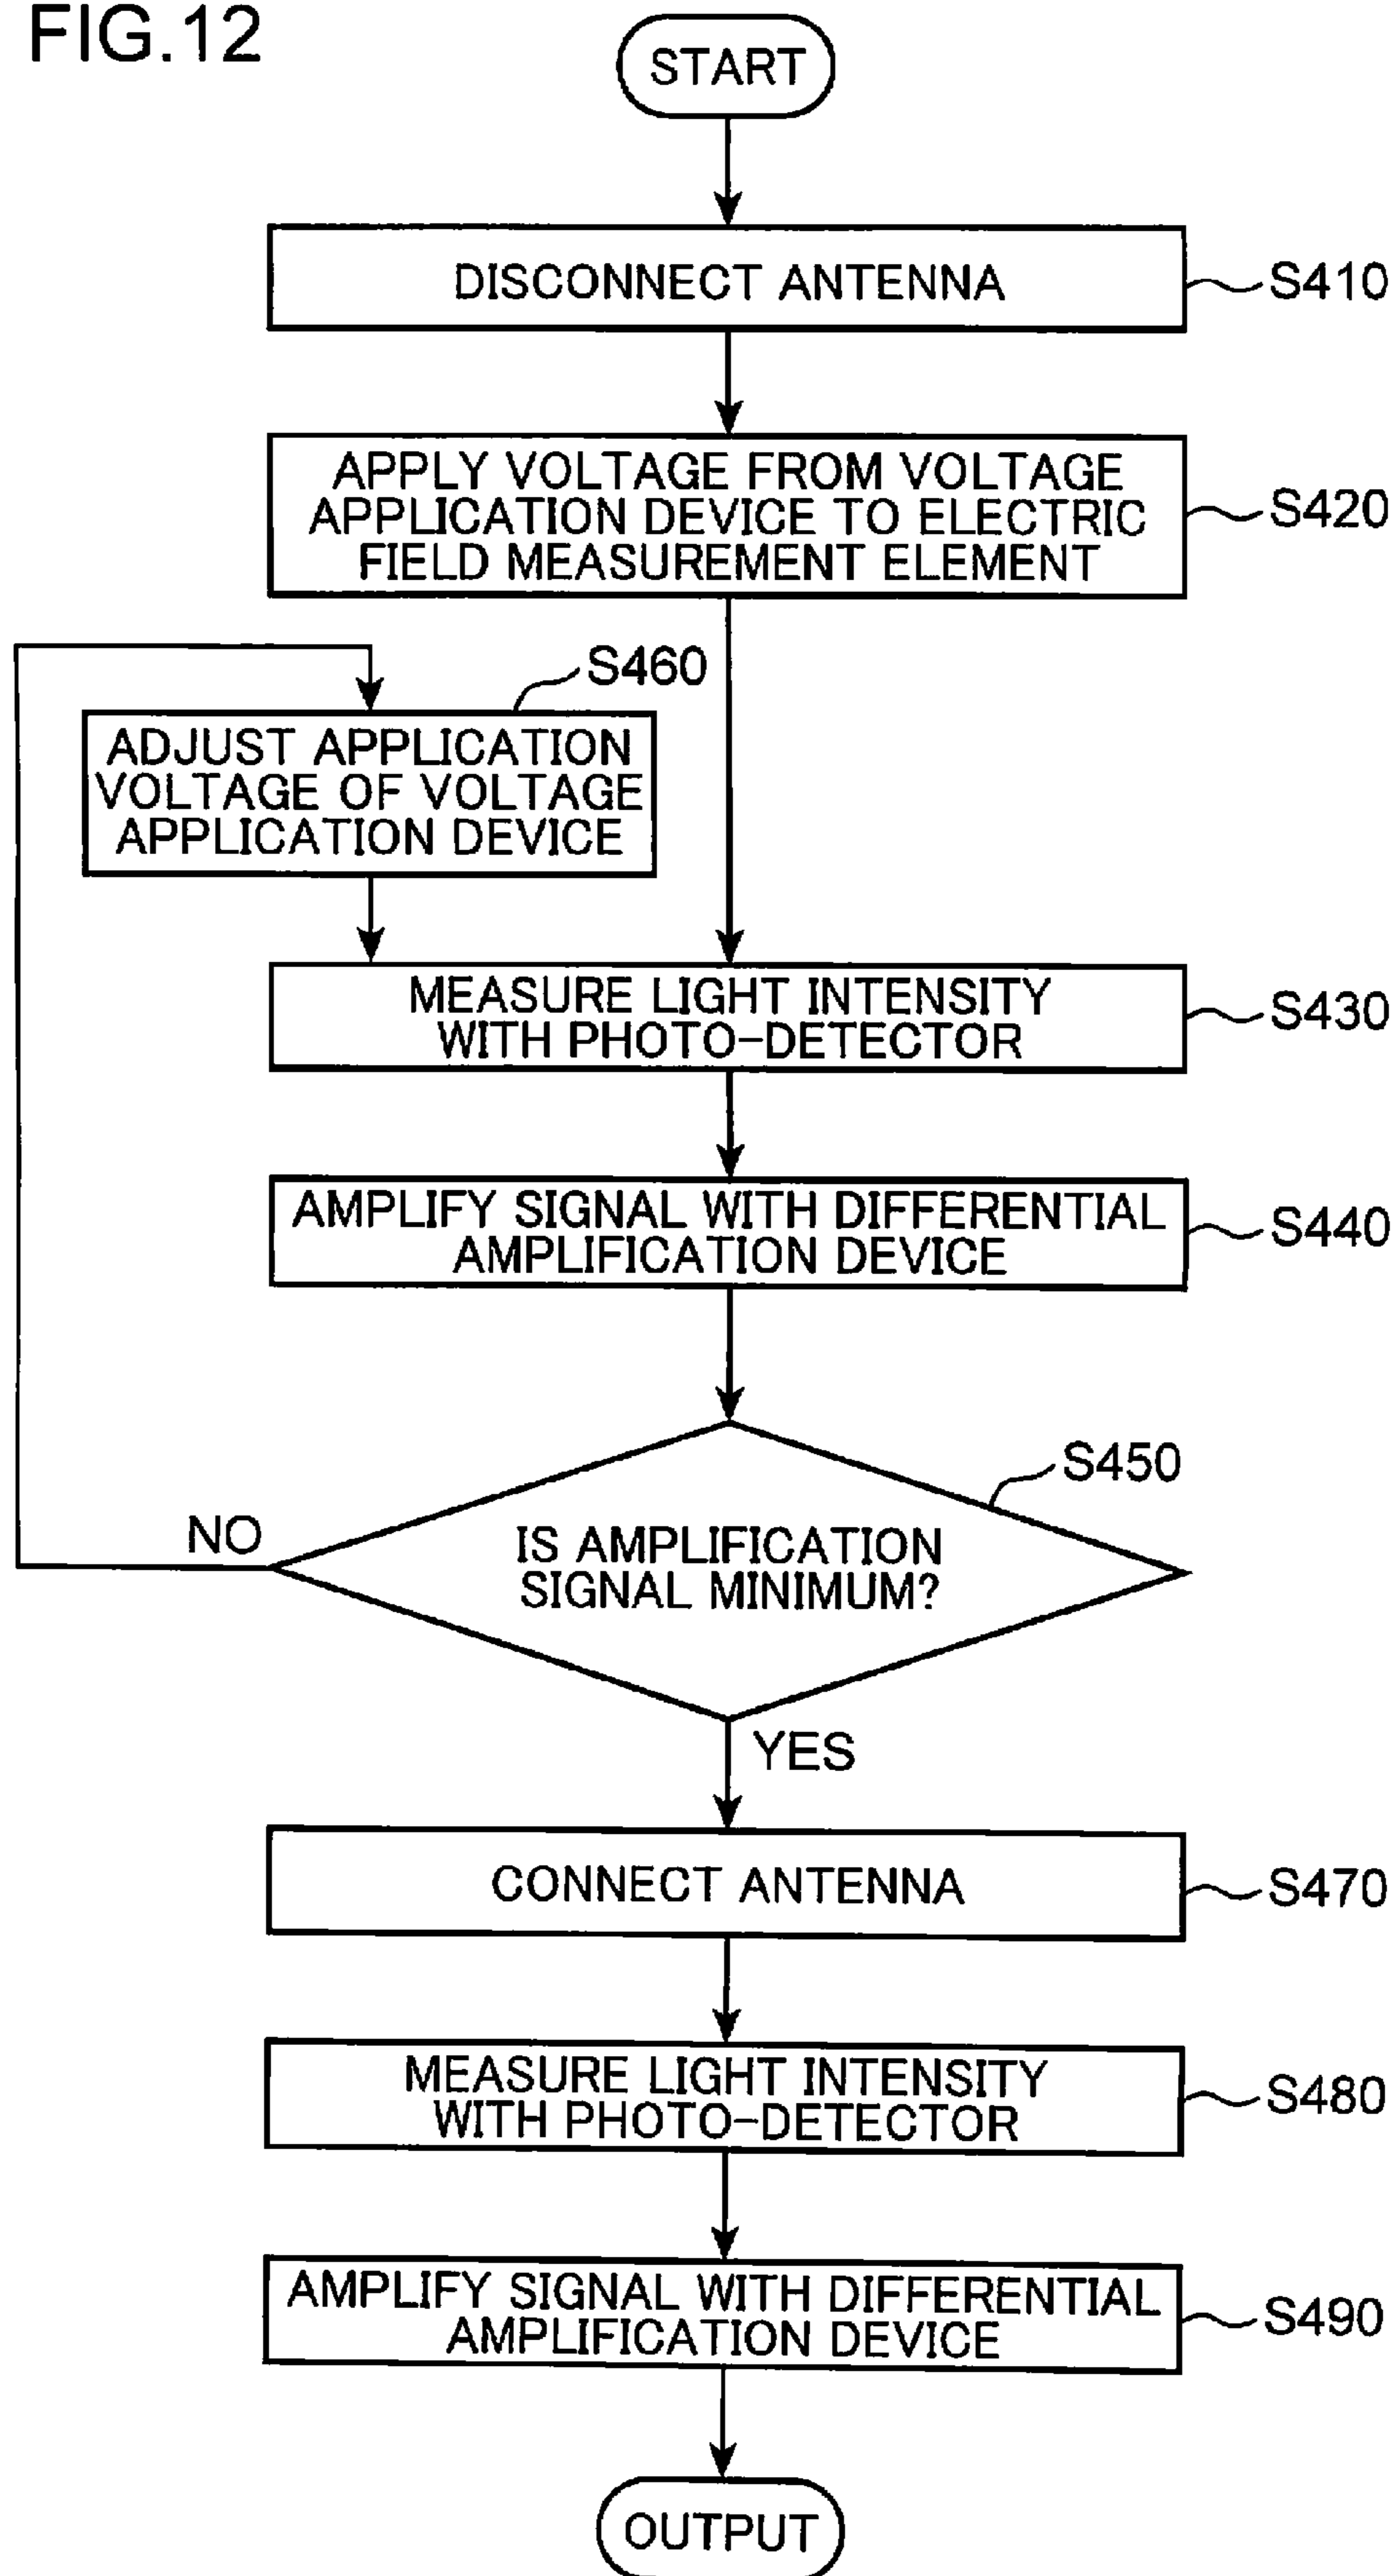 FIG.12
START
DISCONNECT ANTENNA
S410
APPLY VOLTAGE FROM VOLTAGE
APPLICATION DEVICE TO ELECTRIC
FIELD MEASUREMENT ELEMENT
S420
S460
ADJUST APPLICATION
VOLTAGE OF VOLTAGE
APPLICATION DEVICE
MEASURE LIGHT INTENSITY
WITH PHOTO-DETECTOR
S430
AMPLIFY SIGNAL WITH DIFFERENTIAL
AMPLIFICATION DEVICE
S440
S450
NO
IS AMPLIFICATION
SIGNAL MINIMUM?
YES
CONNECT ANTENNA
S470
MEASURE LIGHT INTENSITY
WITH PHOTO-DETECTOR
S480
AMPLIFY SIGNAL WITH DIFFERENTIAL
AMPLIFICATION DEVICE
S490
OUTPUT